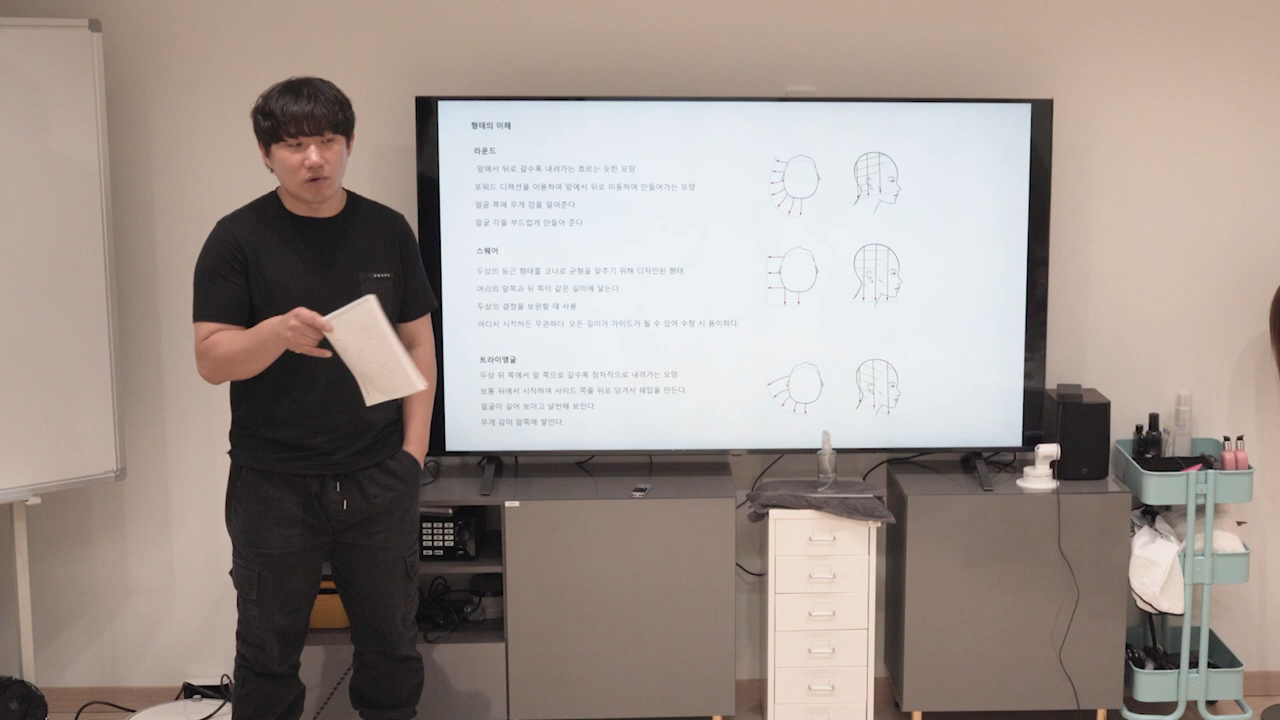 형태의 이해
라운드
앞에서 뒤로 갈수록 내려가는 흐르는 듯한 모양
포워드 디렉션을 이용하여 앞에서 뒤로 이동하며 만들어가는 모양
얼굴 쪽에 무게 감을 덜어준다.
얼굴 각을 부드럽게 만들어 준다.
스퀘어
두상의 둥근 형태를 코너로 균형을 맞추기 위해 디자인된 형태
머리의 앞쪽과 뒤 쪽이 같은 길이에 닿는다.
두상의 결점을 보완할 때 사용
어디서 시작하든 무관하다. 모든 길이가 가이드가 될 수 있어 수정 시 용이하다.
트라이앵글
두상 뒤 쪽에서 앞 쪽으로 갈수록 점차적으로 내려가는 모양
보통 뒤에서 시작하여 사이드 쪽을 뒤로 당겨서 쉐입을 만든다.
얼굴이 길어 보이고 날씬해 보인다.
무게 감이 앞쪽에 쌓인다.